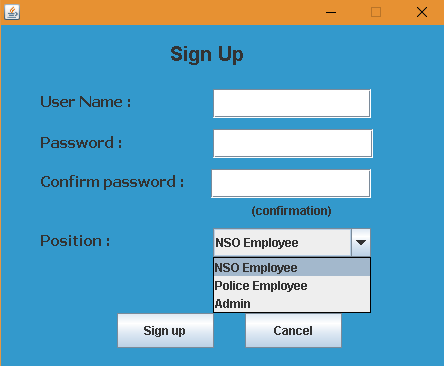 Sign Up
User Name :
Password :
Confirm password :
(confirmation)
Position :
NSO Employee
NSO Employee
Police Employee
Admin
Sign up
Cancel